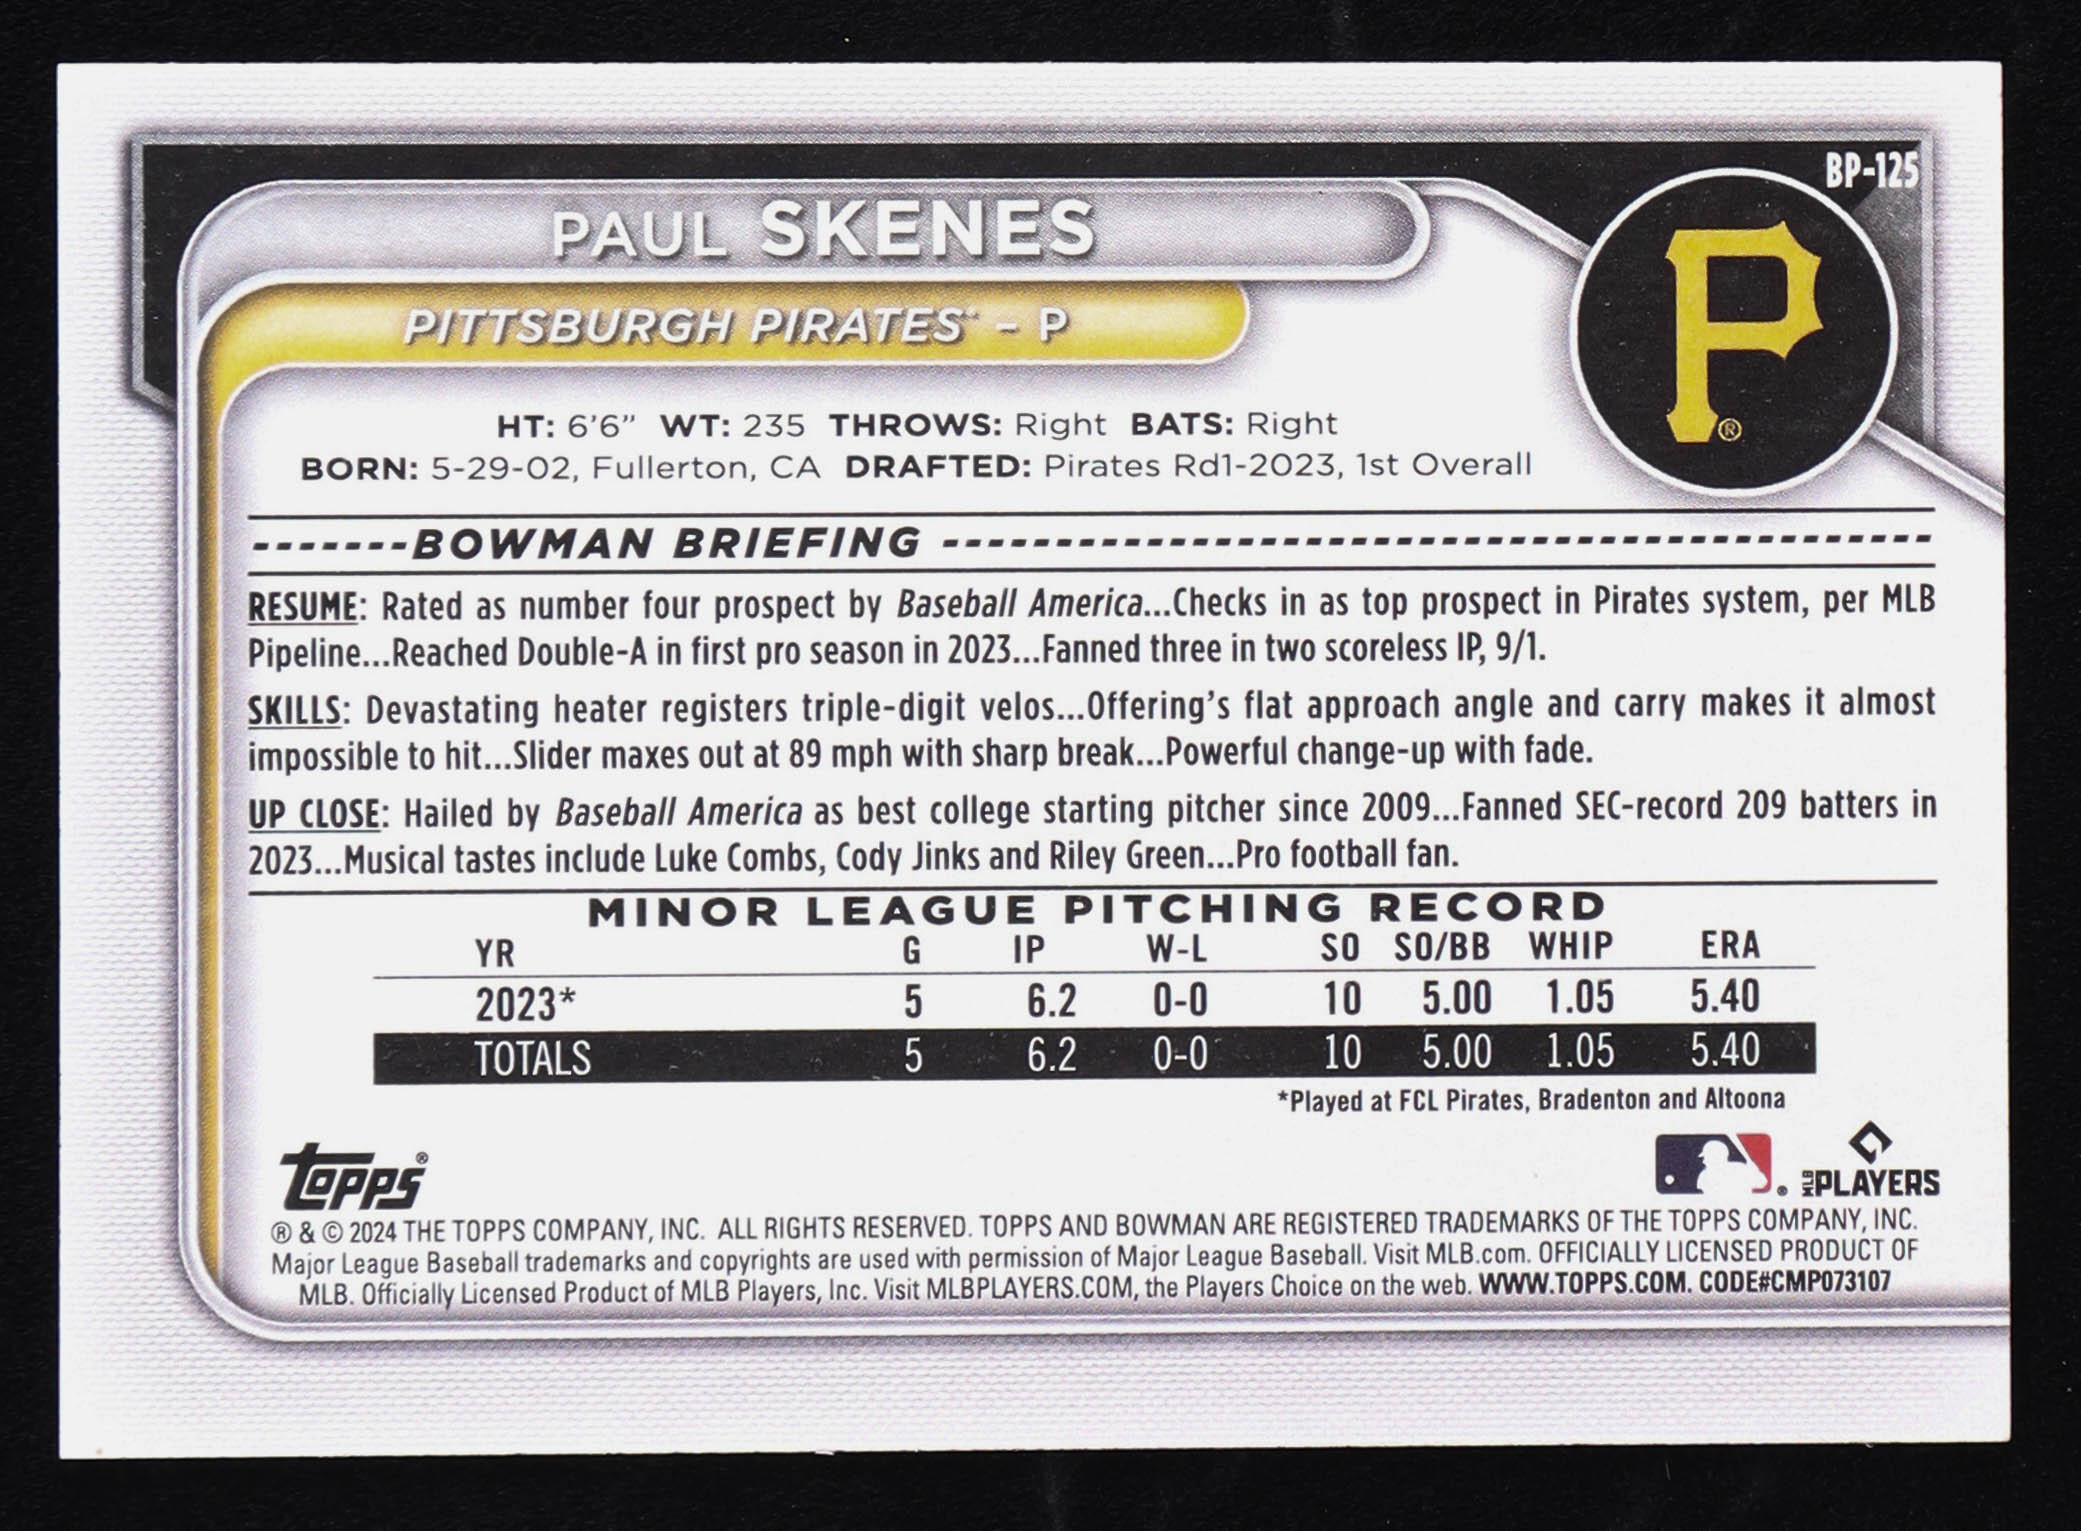 BP-125
PAUL SKENES
PITTSBURGH PIRATES™ - P
P®
HT: 6'6" WT: 235 THROWS: Right BATS: Right
BORN: 5-29-02, Fullerton, CA DRAFTED: Pirates Rd1-2023, 1st Overall
-------BOWMAN BRIEFING
RESUME: Rated as number four prospect by Baseball America...Checks in as top prospect in Pirates system, per MLB
Pipeline...Reached Double-A in first pro season in 2023...Fanned three in two scoreless IP, 9/1.
SKILLS: Devastating heater registers triple-digit velos...Offering's flat approach angle and carry makes it almost
impossible to hit...Slider maxes out at 89 mph with sharp break...Powerful change-up with fade.
UP CLOSE: Hailed by Baseball America as best college starting pitcher since 2009...Fanned SEC-record 209 batters in
2023...Musical tastes include Luke Combs, Cody Jinks and Riley Green...Pro football fan.
MINOR LEAGUE PITCHING RECORD
YR G IP W-L SO SO/BB WHIP ERA
2023* 5 6.2 0-0 10 5.00 1.05 5.40
TOTALS 5 6.2 0-0 10 5.00 1.05 5.40
*Played at FCL Pirates, Bradenton and Altoona
topps®
MLB PLAYERS
® & © 2024 THE TOPPS COMPANY, INC. ALL RIGHTS RESERVED. TOPPS AND BOWMAN ARE REGISTERED TRADEMARKS OF THE TOPPS COMPANY, INC.
Major League Baseball trademarks and copyrights are used with permission of Major League Baseball. Visit MLB.com. OFFICIALLY LICENSED PRODUCT OF
MLB. Officially Licensed Product of MLB Players, Inc. Visit MLBPLAYERS.COM, the Players Choice on the web. WWW.TOPPS.COM. CODE#CMP073107